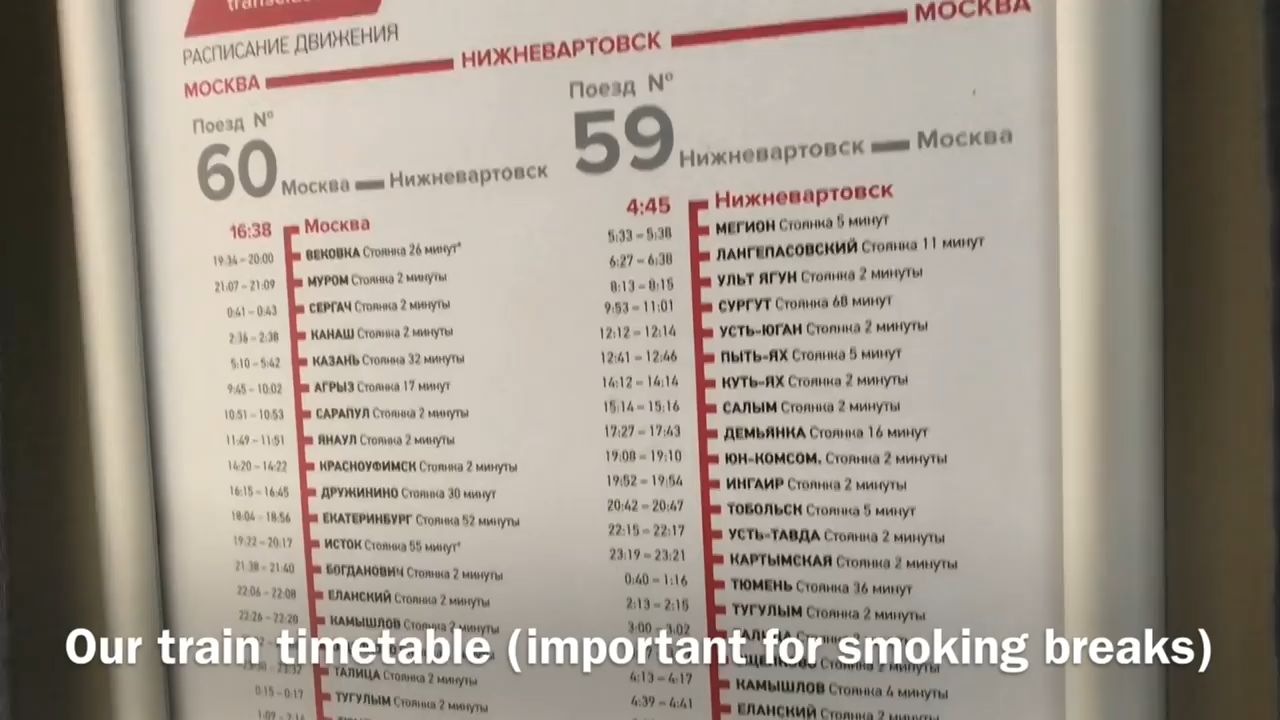 РАСПИСАНИЕ ДВИЖЕНИЯ
МОСКВА НИЖНЕВАРТОВСК МОСКВА
Поезд №
60 Москва — Нижневартовск
16:38 Москва
19:34 – 20:00 ВЕКОВКА Стоянка 26 минут*
21:07 – 21:09 МУРОМ Стоянка 2 минуты
0:41 – 0:43 СЕРГАЧ Стоянка 2 минуты
2:36 – 2:38 КАНАШ Стоянка 2 минуты
5:10 – 5:42 КАЗАНЬ Стоянка 32 минуты
9:45 – 10:02 АГРЫЗ Стоянка 17 минут
10:51 – 10:53 САРАПУЛ Стоянка 2 минуты
11:49 – 11:51 ЯНАУЛ Стоянка 2 минуты
14:20 – 14:22 КРАСНОУФИМСК Стоянка 2 минуты
16:15 – 16:45 ДРУЖИНИНО Стоянка 30 минут
18:04 – 18:56 ЕКАТЕРИНБУРГ Стоянка 52 минуты
19:22 – 20:17 ИСТОК Стоянка 55 минут*
21:38 – 21:40 БОГДАНОВИЧ Стоянка 2 минуты
22:06 – 22:08 ЕЛАНСКИЙ Стоянка 2 минуты
КАМЫШЛОВ Стоянка 2 минуты
ТАЛИЦА Стоянка 2 минуты
0:15 – 0:17 ТУГУЛЫМ Стоянка 2 минуты
Поезд №
59 Нижневартовск — Москва
4:45 Нижневартовск
5:33 – 5:38 МЕГИОН Стоянка 5 минут
6:27 – 6:38 ЛАНГЕПАСОВСКИЙ Стоянка 11 минут
8:13 – 8:15 УЛЬТ ЯГУН Стоянка 2 минуты
9:53 – 11:01 СУРГУТ Стоянка 68 минут
12:12 – 12:14 УСТЬ-ЮГАН Стоянка 2 минуты
12:41 – 12:46 ПЫТЬ-ЯХ Стоянка 5 минут
14:12 – 14:14 КУТЬ-ЯХ Стоянка 2 минуты
15:14 – 15:16 САЛЫМ Стоянка 2 минуты
17:27 – 17:43 ДЕМЬЯНКА Стоянка 16 минут
19:08 – 19:10 ЮН-КОМСОМ. Стоянка 2 минуты
19:52 – 19:54 ИНГАИР Стоянка 2 минуты
20:42 – 20:47 ТОБОЛЬСК Стоянка 5 минут
22:15 – 22:17 УСТЬ-ТАВДА Стоянка 2 минуты
23:19 – 23:21 КАРТЫМСКАЯ Стоянка 2 минуты
0:40 – 1:16 ТЮМЕНЬ Стоянка 36 минут
2:13 – 2:15 ТУГУЛЫМ Стоянка 2 минуты
3:00 – 3:02
4:13 – 4:17 КАМЫШЛОВ Стоянка 4 минуты
4:39 – 4:41 ЕЛАНСКИЙ Стоянка 2 минуты
Our train timetable (important for smoking breaks)